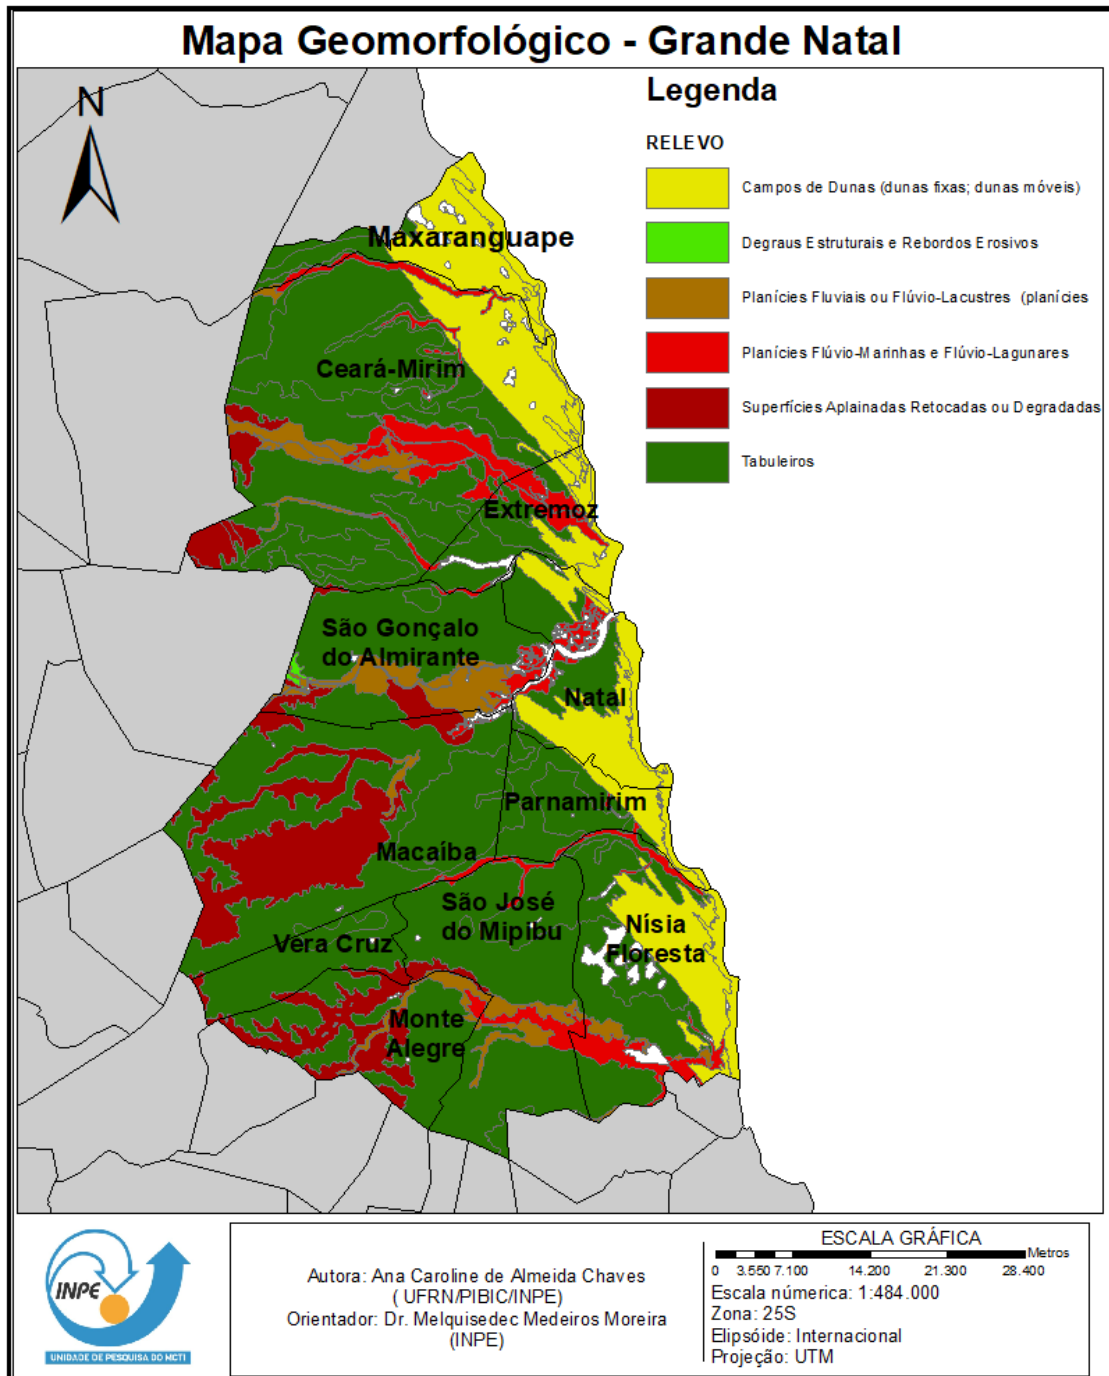 Mapa Geomorfológico - Grande Natal
N
Legenda
RELEVO
Campos de Dunas (dunas fixas; dunas móveis)
Degraus Estruturais e Rebordos Erosivos
Planícies Fluviais ou Flúvio-Lacustres (planícies
Planícies Flúvio-Marinhas e Flúvio-Lagunares
Superfícies Aplainadas Retocadas ou Degradadas
Tabuleiros
Maxaranguape
Ceará-Mirim
Extremoz
São Gonçalo
do Almirante
Natal
Parnamirim
Macaíba
São José
do Mipibu
Nísia
Floresta
Vera Cruz
Monte
Alegre
INPE
UNIDADE DE PESQUISA DO MCTI
Autora: Ana Caroline de Almeida Chaves
( UFRN/PIBIC/INPE)
Orientador: Dr. Melquisedec Medeiros Moreira
(INPE)
ESCALA GRÁFICA
Metros
0 3.550 7.100 14.200 21.300 28.400
Escala númerica: 1:484.000
Zona: 25S
Elipsóide: Internacional
Projeção: UTM